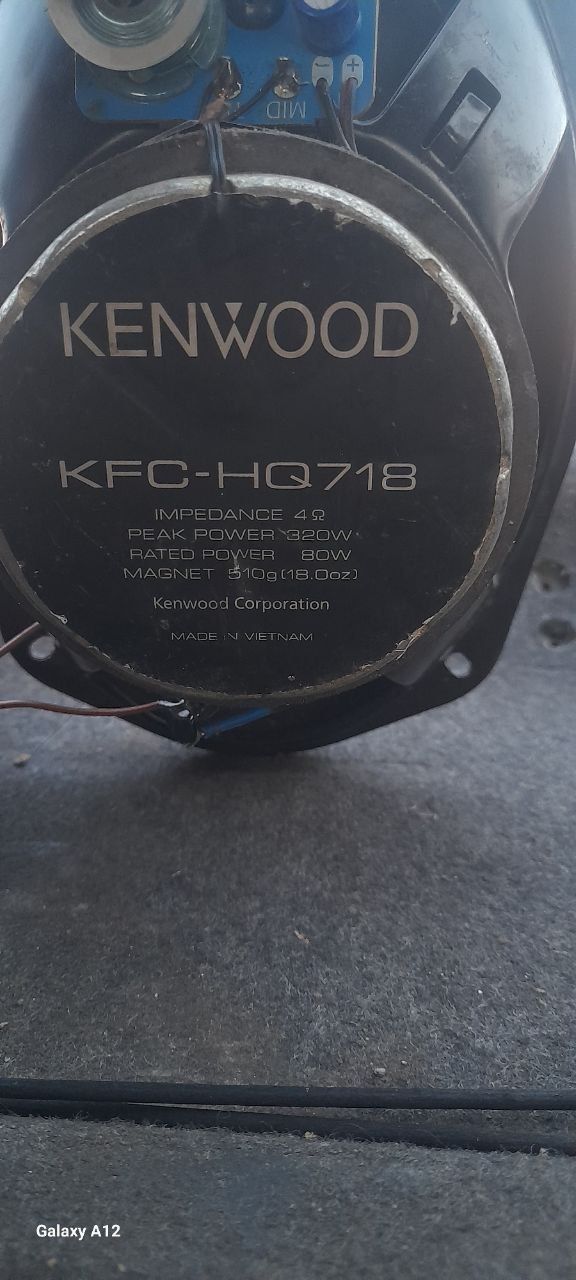 MID
- +
KENWOOD
KFC-HQ718
IMPEDANCE 4Ω
PEAK POWER 320W
RATED POWER 80W
MAGNET 510g(18.0oz)
Kenwood Corporation
MADE IN VIETNAM
Galaxy A12